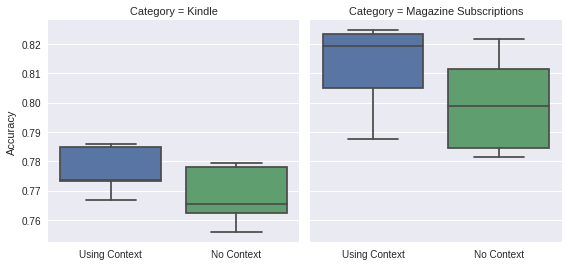 Category = Kindle
Category = Magazine Subscriptions
Accuracy
0.82
0.81
0.80
0.79
0.78
0.77
0.76
Using Context
No Context
Using Context
No Context